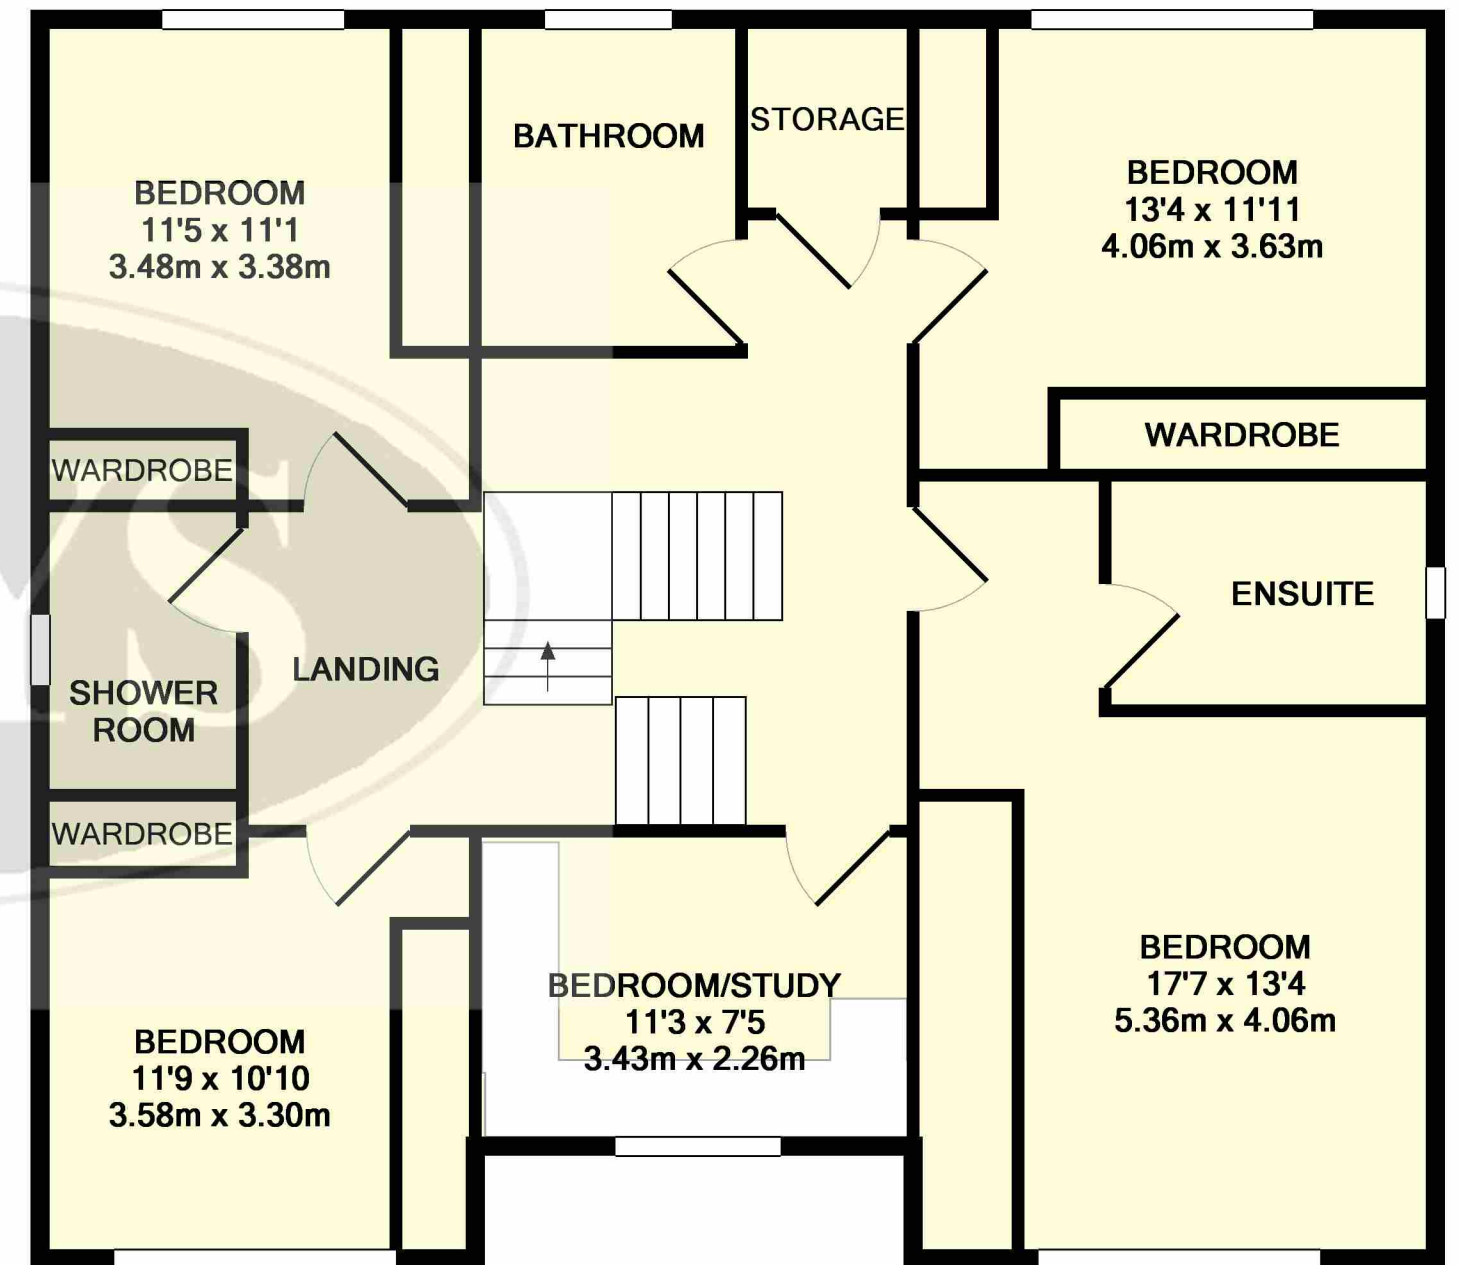 BEDROOM
11'5 x 11'1
3.48m x 3.38m
BATHROOM
STORAGE
BEDROOM
13'4 x 11'11
4.06m x 3.63m
WARDROBE
WARDROBE
ENSUITE
SHOWER
ROOM
LANDING
WARDROBE
BEDROOM
11'9 x 10'10
3.58m x 3.30m
BEDROOM/STUDY
11'3 x 7'5
3.43m x 2.26m
BEDROOM
17'7 x 13'4
5.36m x 4.06m